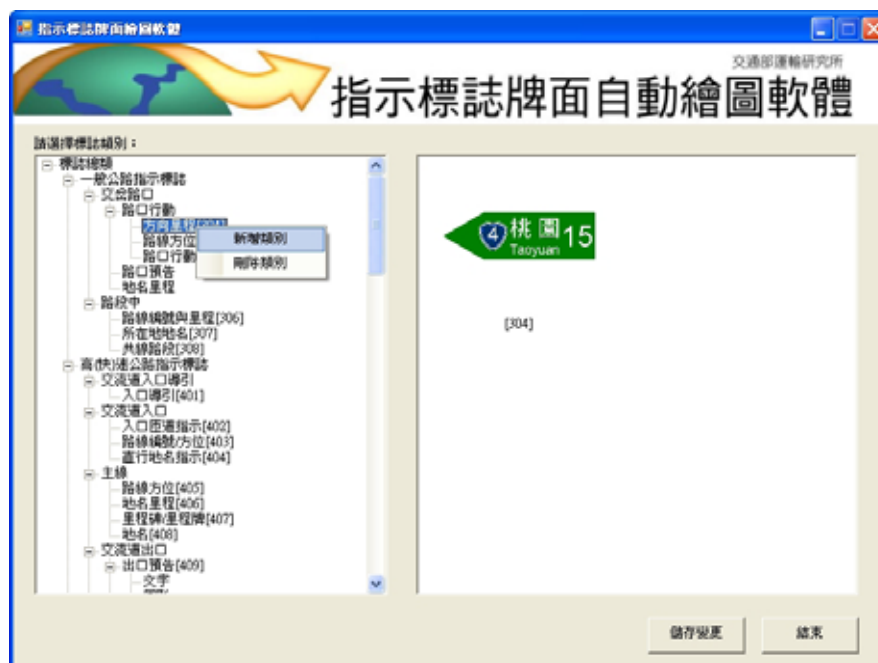 指示標誌牌面繪圖軟體
交通部運輸研究所
指示標誌牌面自動繪圖軟體
請選擇標誌類別：
標誌總類
一般公路指示標誌
交岔路口
路口行動
方向里程[304]
路線方位
路口行動
新增類別
刪除類別
路口預告
地名里程
路段中
路線編號與里程[306]
所在地地名[307]
共線路段[308]
高(快)速公路指示標誌
交流道入口導引
入口導引[401]
交流道入口
入口匝道指示[402]
路線編號/方位[403]
直行地名指示[404]
主線
路線方位[405]
地名里程[406]
里程碑/里程牌[407]
地名[408]
交流道出口
出口預告[409]
文字
4 桃園 15
Taoyuan
[304]
儲存變更
結束